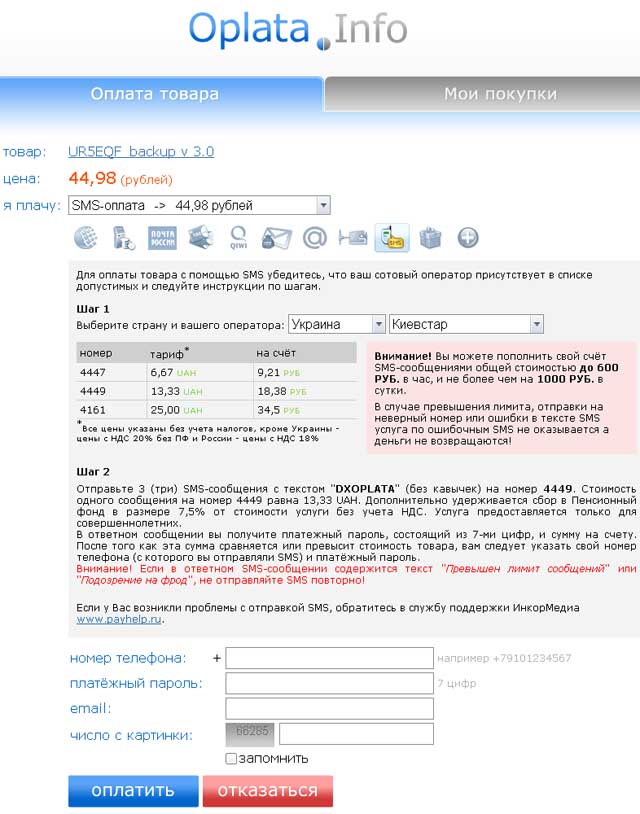 Oplata.Info
Оплата товара
Мои покупки
товар: UR5EQF_backup v 3.0
цена: 44,98 (рублей)
я плачу: SMS-оплата -> 44,98 рублей
ПОЧТА РОССИИ
QIWI
SMS
Для оплаты товара с помощью SMS убедитесь, что ваш сотовый оператор присутствует в списке
допустимых и следуйте инструкции по шагам.
Шаг 1
Выберите страну и вашего оператора: Украина Киевстар
номер тариф* на счёт
4447 6,67 UAH 9,21 РУБ
4449 13,33 UAH 18,38 РУБ
4161 25,00 UAH 34,5 РУБ
*Все цены указаны без учета налогов, кроме Украины -
цены с НДС 20% без ПФ и России - цены с НДС 18%
Внимание! Вы можете пополнить свой счёт
SMS-сообщениями общей стоимостью до 600
РУБ. в час, и не более чем на 1000 РУБ. в
сутки.
В случае превышения лимита, отправки на
неверный номер или ошибки в тексте SMS
услуга по ошибочным SMS не оказывается а
деньги не возвращаются!
Шаг 2
Отправьте 3 (три) SMS-сообщения с текстом "DXOPLATA" (без кавычек) на номер 4449. Стоимость
одного сообщения на номер 4449 равна 13,33 UAH. Дополнительно удерживается сбор в Пенсионный
фонд в размере 7,5% от стоимости услуги без учета НДС. Услуга предоставляется только для
совершеннолетних.
В ответном сообщении вы получите платежный пароль, состоящий из 7-ми цифр, и сумму на счету.
После того как эта сумма сравняется или превысит стоимость товара, вам следует указать свой номер
телефона (с которого вы отправляли SMS) и платёжный пароль.
Внимание! Если в ответном SMS-сообщении содержится текст "Превышен лимит сообщений" или
"Подозрение на фрод", не отправляйте SMS повторно!
Если у Вас возникли проблемы с отправкой SMS, обратитесь в службу поддержки ИнкорМедиа
www.payhelp.ru.
номер телефона: + например +79101234567
платёжный пароль: 7 цифр
email:
число с картинки: 66285
запомнить
оплатить отказаться